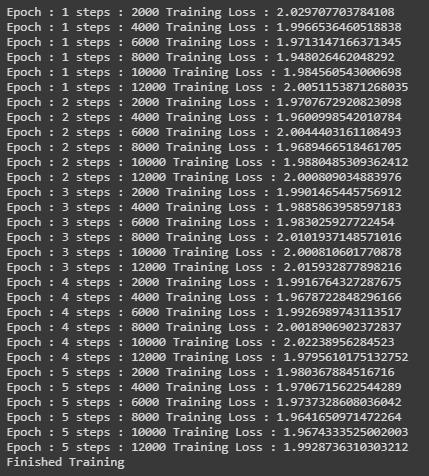 Epoch : 1 steps : 2000 Training Loss : 2.029707703784108
Epoch : 1 steps : 4000 Training Loss : 1.9966536460518838
Epoch : 1 steps : 6000 Training Loss : 1.9713147166371345
Epoch : 1 steps : 8000 Training Loss : 1.948026462048292
Epoch : 1 steps : 10000 Training Loss : 1.984560543000698
Epoch : 1 steps : 12000 Training Loss : 2.0051153871268035
Epoch : 2 steps : 2000 Training Loss : 1.9707672920823098
Epoch : 2 steps : 4000 Training Loss : 1.9600998542010784
Epoch : 2 steps : 6000 Training Loss : 2.0044403161108493
Epoch : 2 steps : 8000 Training Loss : 1.9689466518461705
Epoch : 2 steps : 10000 Training Loss : 1.9880485309362412
Epoch : 2 steps : 12000 Training Loss : 2.000809034883976
Epoch : 3 steps : 2000 Training Loss : 1.9901465445756912
Epoch : 3 steps : 4000 Training Loss : 1.9885863958597183
Epoch : 3 steps : 6000 Training Loss : 1.983025927722454
Epoch : 3 steps : 8000 Training Loss : 2.0101937148571016
Epoch : 3 steps : 10000 Training Loss : 2.000810601770878
Epoch : 3 steps : 12000 Training Loss : 2.015932877898216
Epoch : 4 steps : 2000 Training Loss : 1.9916764327287675
Epoch : 4 steps : 4000 Training Loss : 1.9678722848296166
Epoch : 4 steps : 6000 Training Loss : 1.9926989743113517
Epoch : 4 steps : 8000 Training Loss : 2.0018906902372837
Epoch : 4 steps : 10000 Training Loss : 2.02238956284523
Epoch : 4 steps : 12000 Training Loss : 1.9795610175132752
Epoch : 5 steps : 2000 Training Loss : 1.980367884516716
Epoch : 5 steps : 4000 Training Loss : 1.9706715622544289
Epoch : 5 steps : 6000 Training Loss : 1.9737328608036042
Epoch : 5 steps : 8000 Training Loss : 1.9641650971472264
Epoch : 5 steps : 10000 Training Loss : 1.9674333525002003
Epoch : 5 steps : 12000 Training Loss : 1.9928736310303212
Finished Training